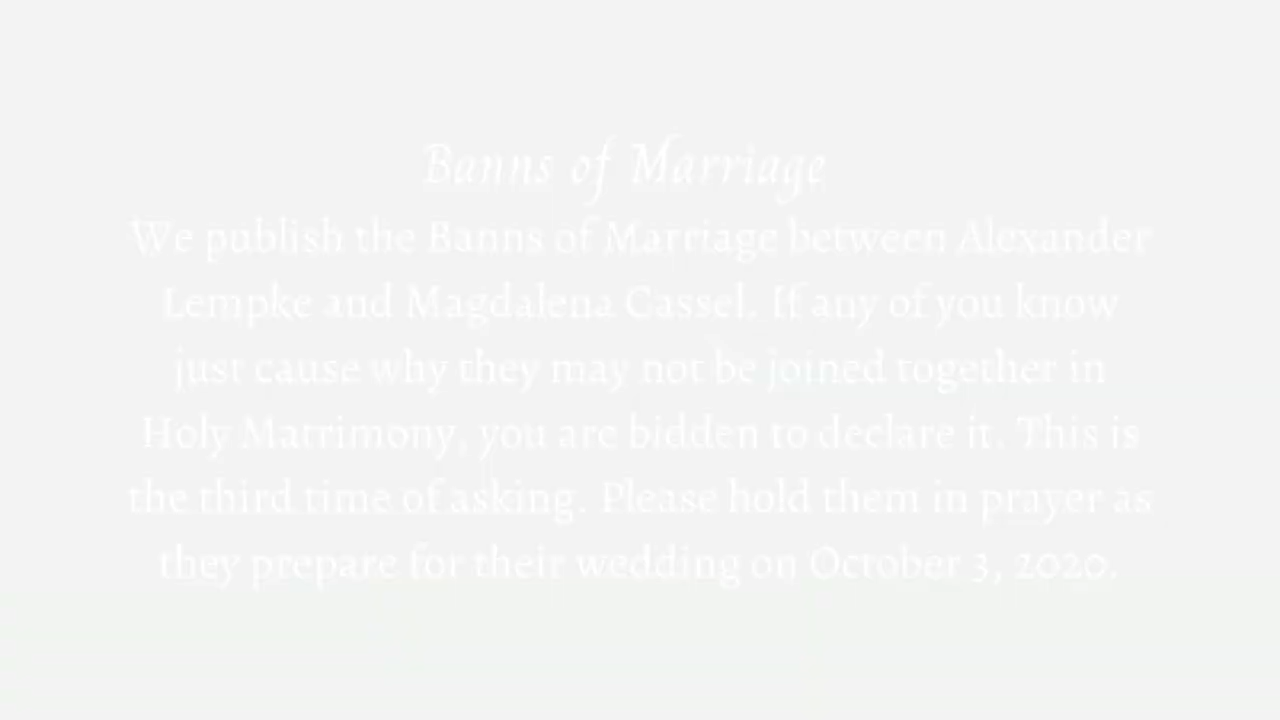 Banns of Marriage
We publish the Banns of Marriage between Alexander
Lempke and Magdalena Cassel. If any of you know
just cause why they may not be joined together in
Holy Matrimony, you are bidden to declare it. This is
the third time of asking. Please hold them in prayer as
they prepare for their wedding on October 3, 2020.